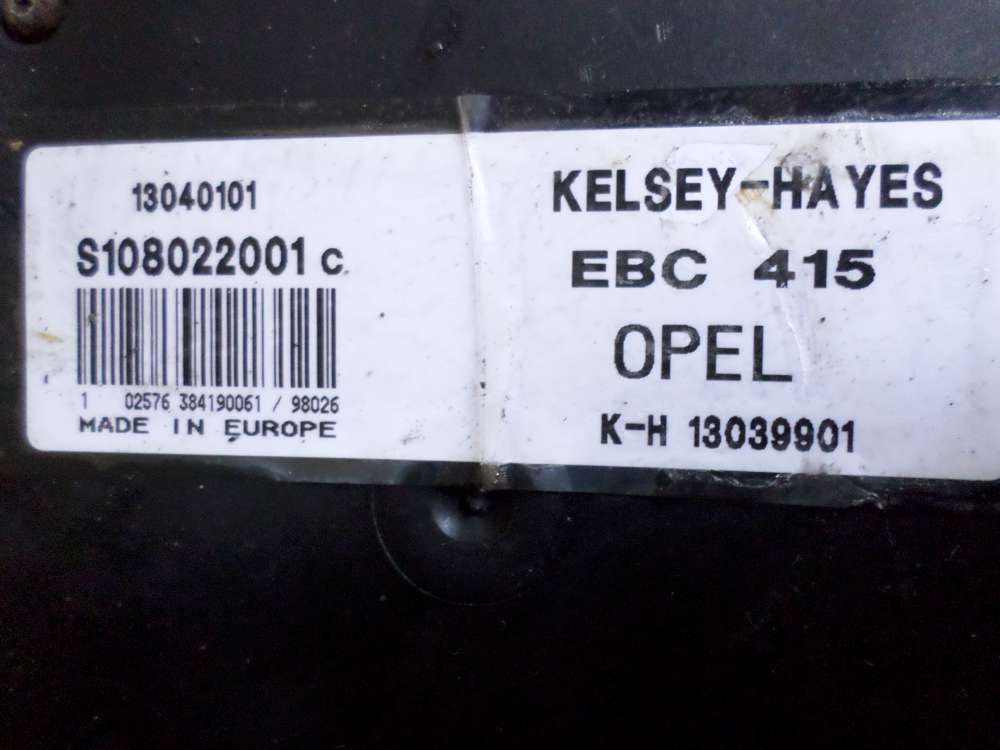 13040101
S108022001 C.
1 02576 384190061 / 98026
MADE IN EUROPE
KELSEY-HAYES
EBC 415
OPEL
K-H 13039901